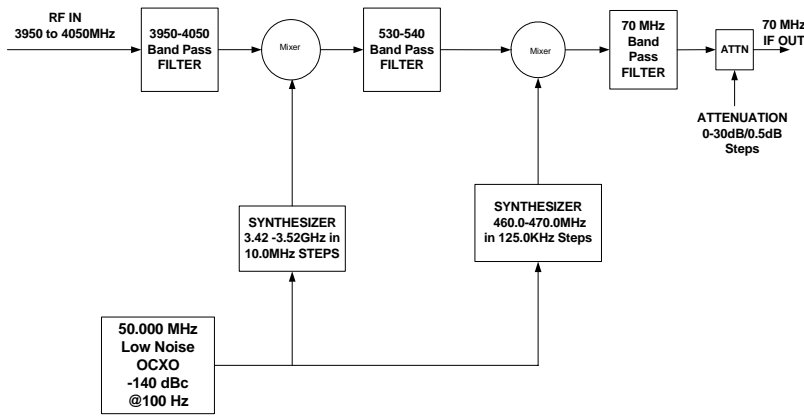 RF IN
3950 to 4050MHz
3950-4050
Band Pass
FILTER
Mixer
530-540
Band Pass
FILTER
Mixer
70 MHz
Band
Pass
FILTER
ATTN
70 MHz
IF OUT
ATTENUATION
0-30dB/0.5dB
Steps
SYNTHESIZER
3.42 -3.52GHz in
10.0MHz STEPS
SYNTHESIZER
460.0-470.0MHz
in 125.0KHz Steps
50.000 MHz
Low Noise
OCXO
-140 dBc
@100 Hz